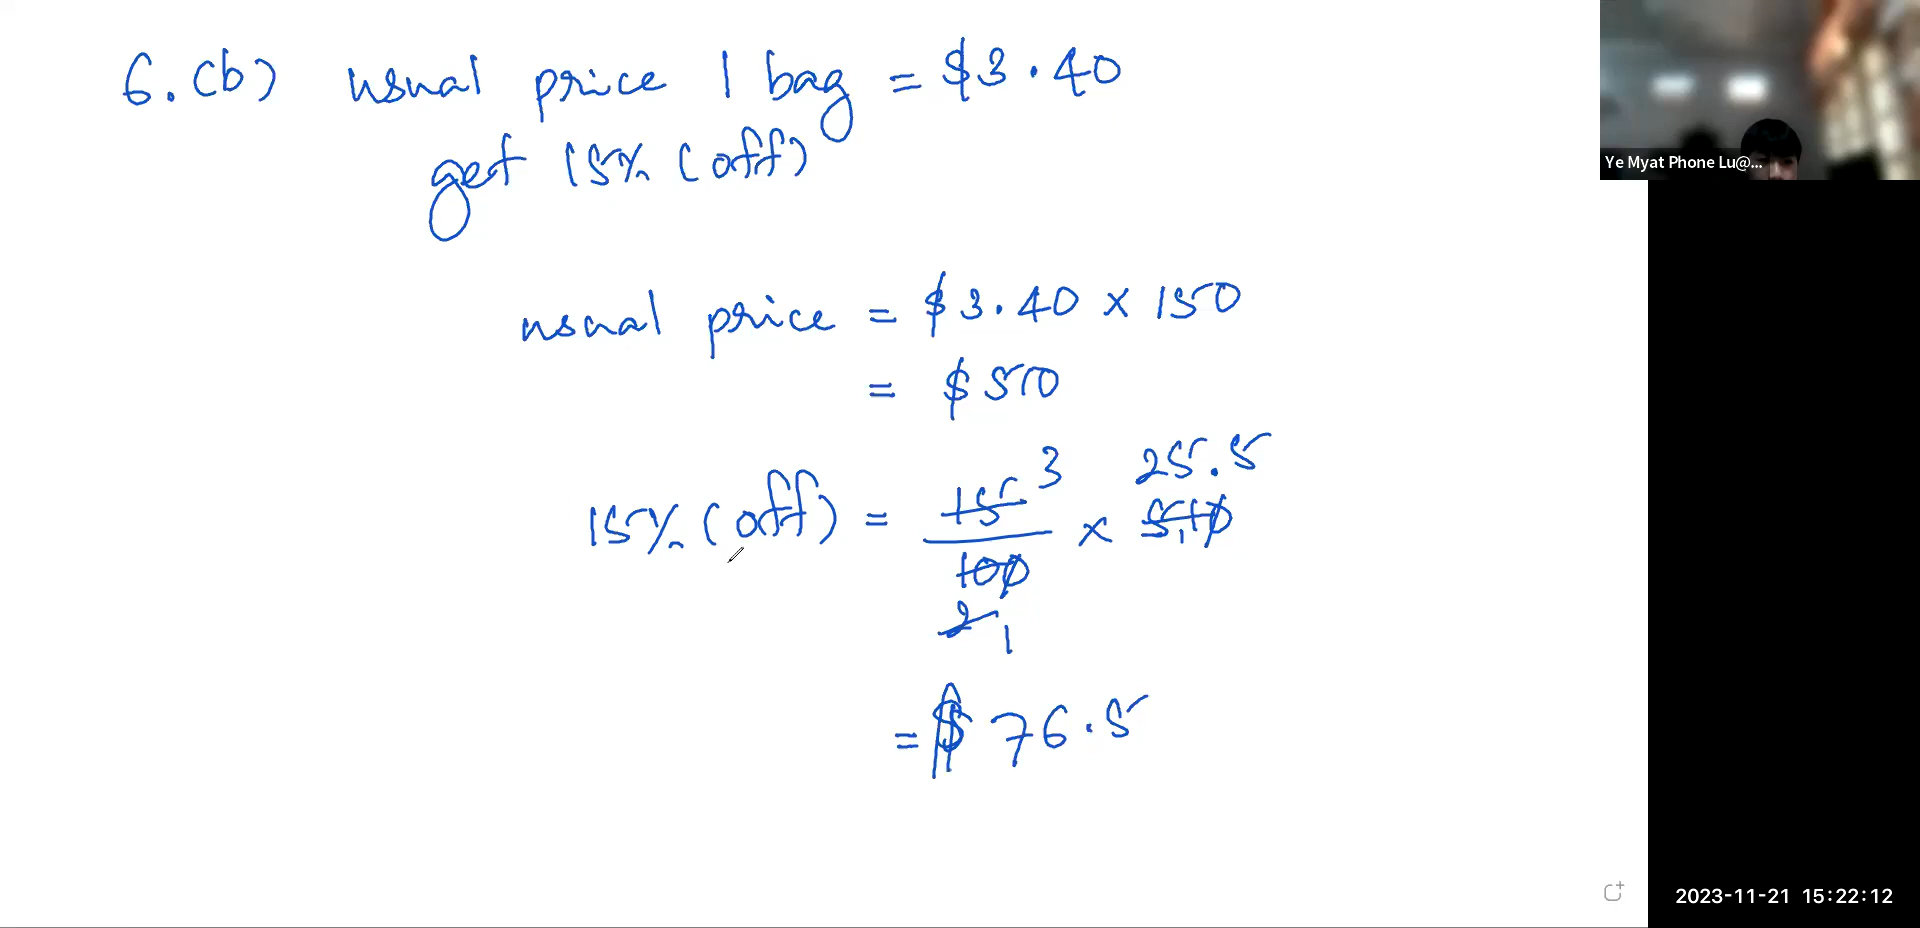 6.(b) usual price 1 bag = $3.40
get 15% (off)
usual price = $3.40 x 150
= $510
15% (off) = 15 3 / 100 2 1 x 510 25.5
= $76.5
Ye Myat Phone Lu@...
2023-11-21 15:22:12